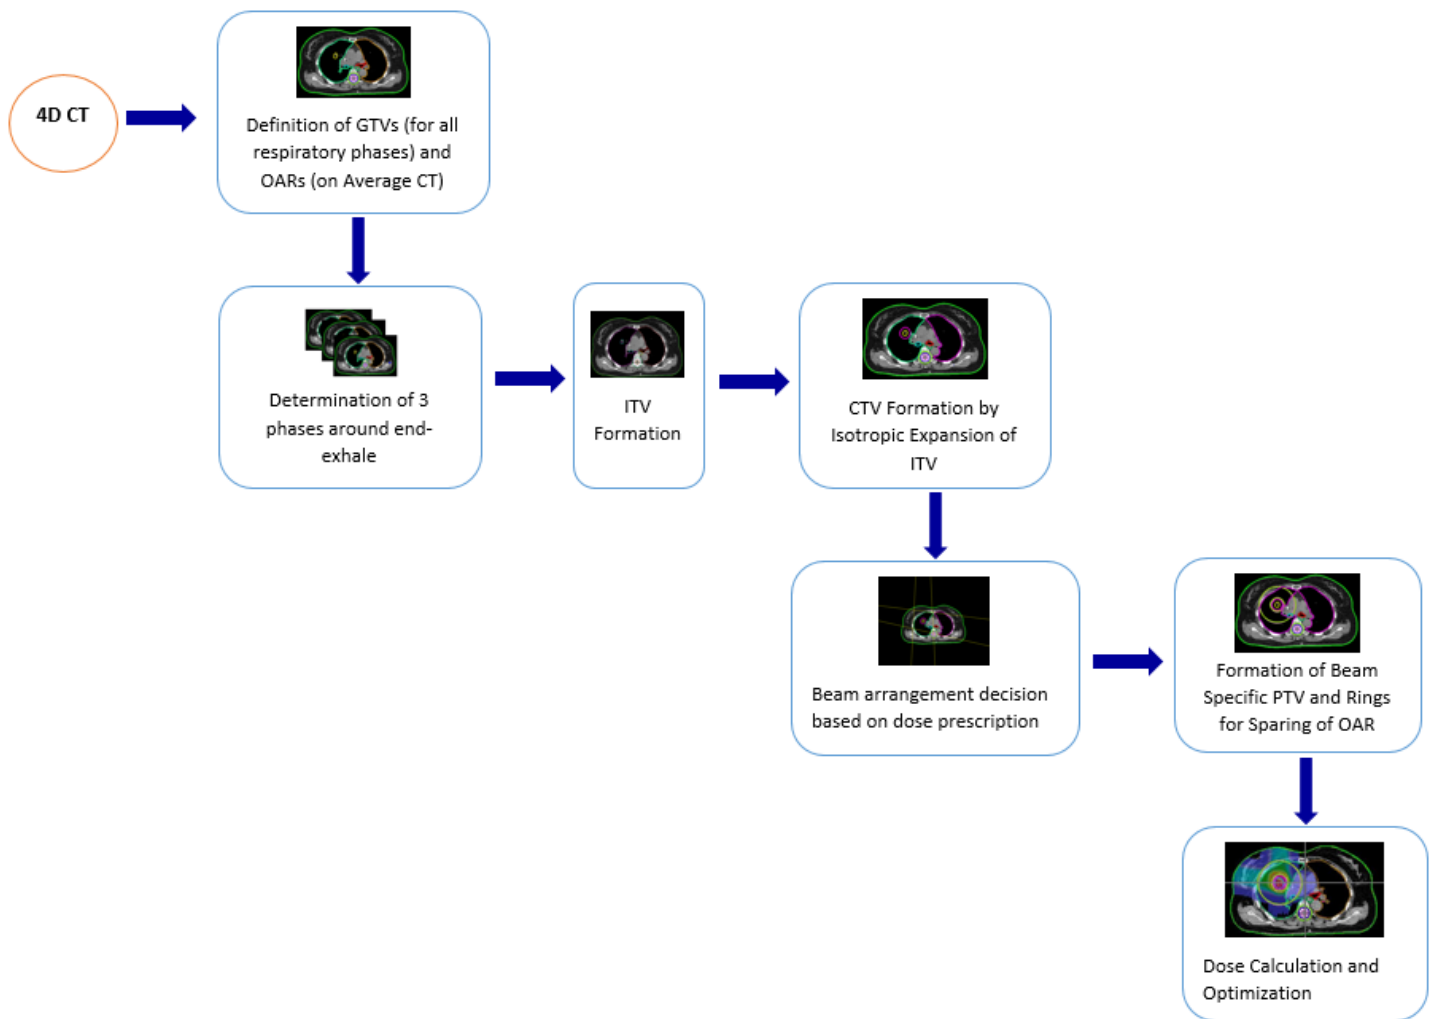 4D CT
Definition of GTVs (for all
respiratory phases) and
OARs (on Average CT)
Determination of 3
phases around end-
exhale
ITV
Formation
CTV Formation by
Isotropic Expansion of
ITV
Beam arrangement decision
based on dose prescription
Formation of Beam
Specific PTV and Rings
for Sparing of OAR
Dose Calculation and
Optimization